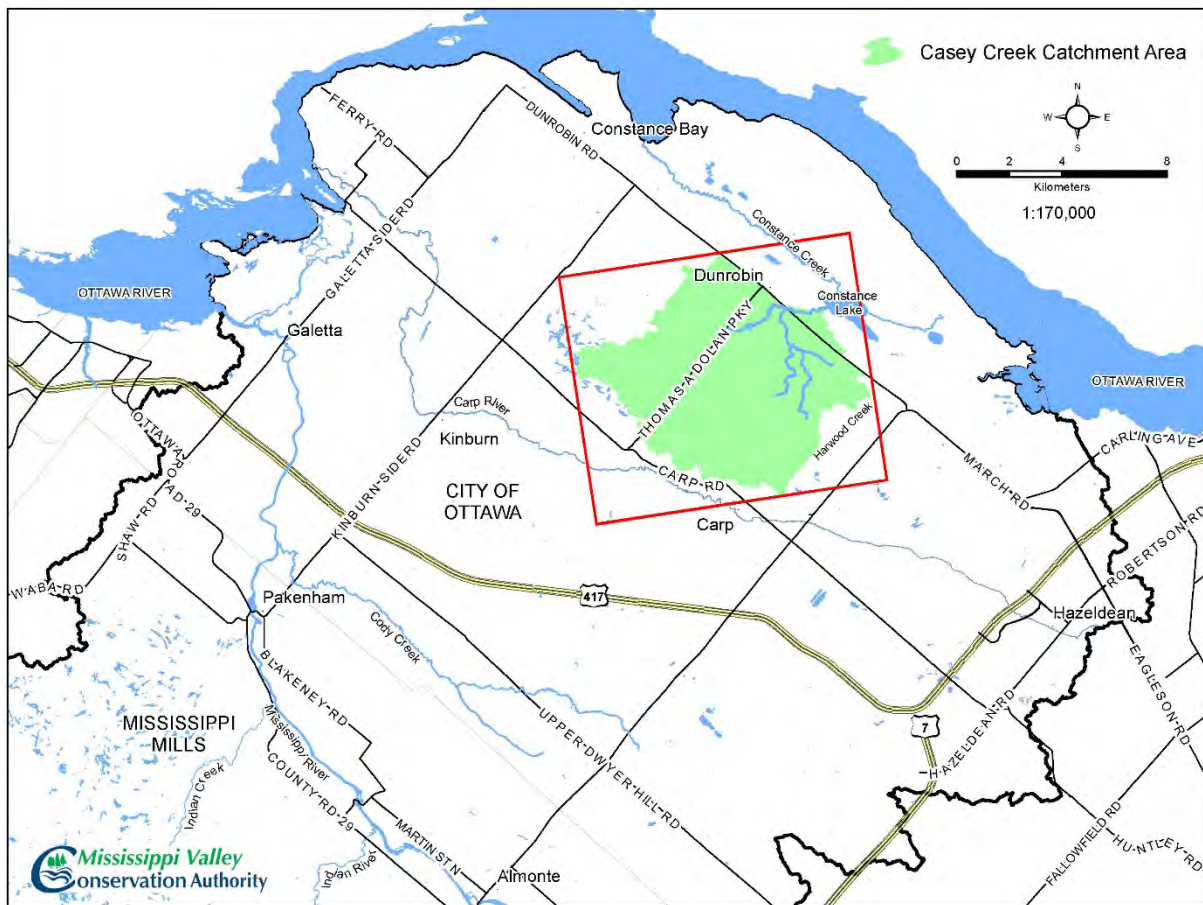 Casey Creek Catchment Area
N
W E
S
0 2 4 8
Kilometers
1:170,000
FERRY RD
DUNROBIN RD
Constance Bay
Constance Creek
GALETTA SIDERD
OTTAWA RIVER
Dunrobin
Constance
Lake
Galetta
THOMAS A DOLAN PKY
OTTAWA RIVER
Carp River
Harwood Creek
CARLING AVE
OTTAWA ROAD 29
Kinburn
CARP RD
MARCH RD
KINBURN SIDERD
CITY OF
OTTAWA
Carp
SHAW RD
ROBERTSON RD
WABA RD
Pakenham
417
Hazeldean
Cody Creek
EAGLESON RD
BLAKENEY RD
MISSISSIPPI
MILLS
Mississippi River
UPPER DWYER HILL RD
7
HAZELDEAN RD
Indian Creek
COUNTY RD 29
MARTIN ST N
FALLOWFIELD RD
HUNTLEY RD
Mississippi Valley
Conservation Authority
Indian River
Almonte